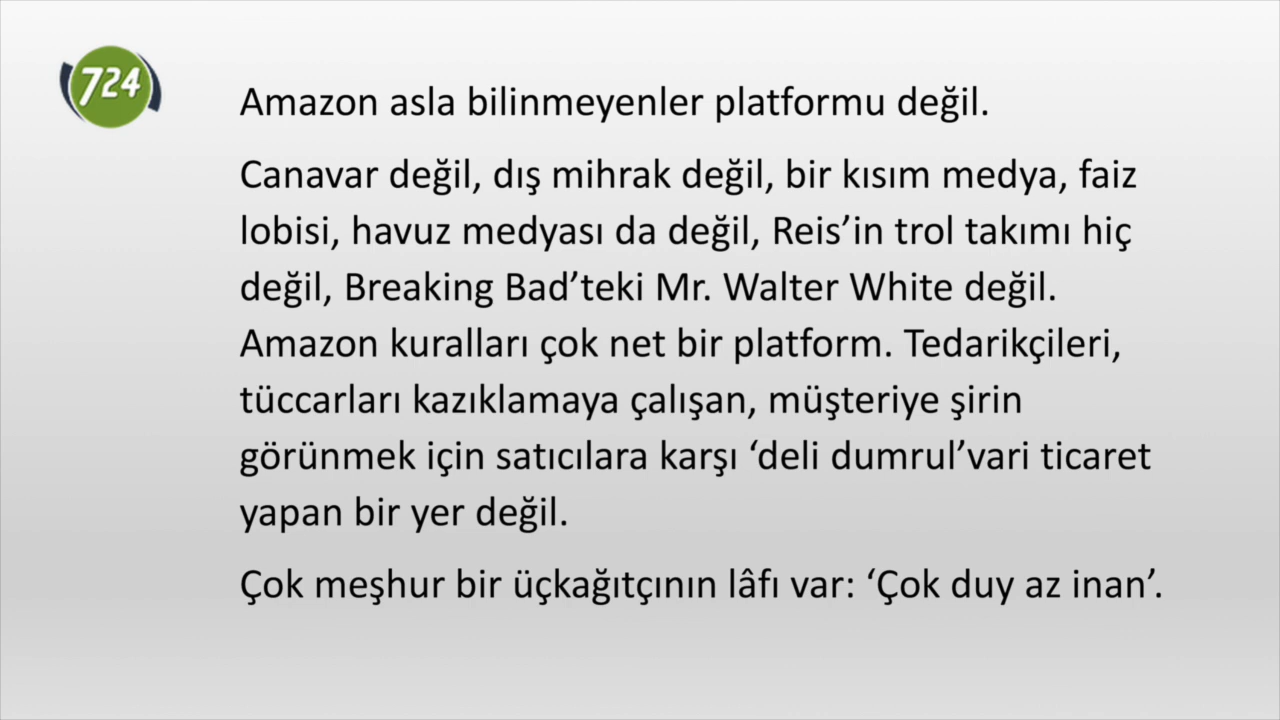 724
Amazon asla bilinmeyenler platformu değil.
Canavar değil, dış mihrak değil, bir kısım medya, faiz
lobisi, havuz medyası da değil, Reis’in trol takımı hiç
değil, Breaking Bad’teki Mr. Walter White değil.
Amazon kuralları çok net bir platform. Tedarikçileri,
tüccarları kazıklamaya çalışan, müşteriye şirin
görünmek için satıcılara karşı ‘deli dumrul’vari ticaret
yapan bir yer değil.
Çok meşhur bir üçkağıtçının lâfı var: ‘Çok duy az inan’.